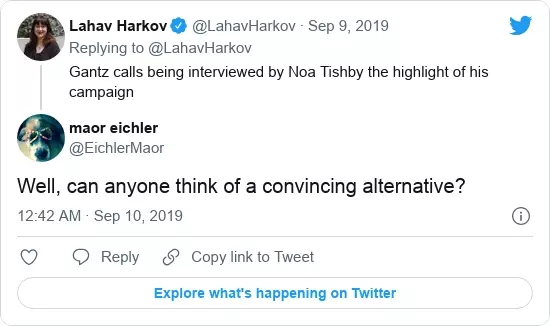 Lahav Harkov @LahavHarkov · Sep 9, 2019
Replying to @LahavHarkov
Gantz calls being interviewed by Noa Tishby the highlight of his
campaign
maor eichler
@EichlerMaor
Well, can anyone think of a convincing alternative?
12:42 AM · Sep 10, 2019
Reply Copy link to Tweet
Explore what's happening on Twitter